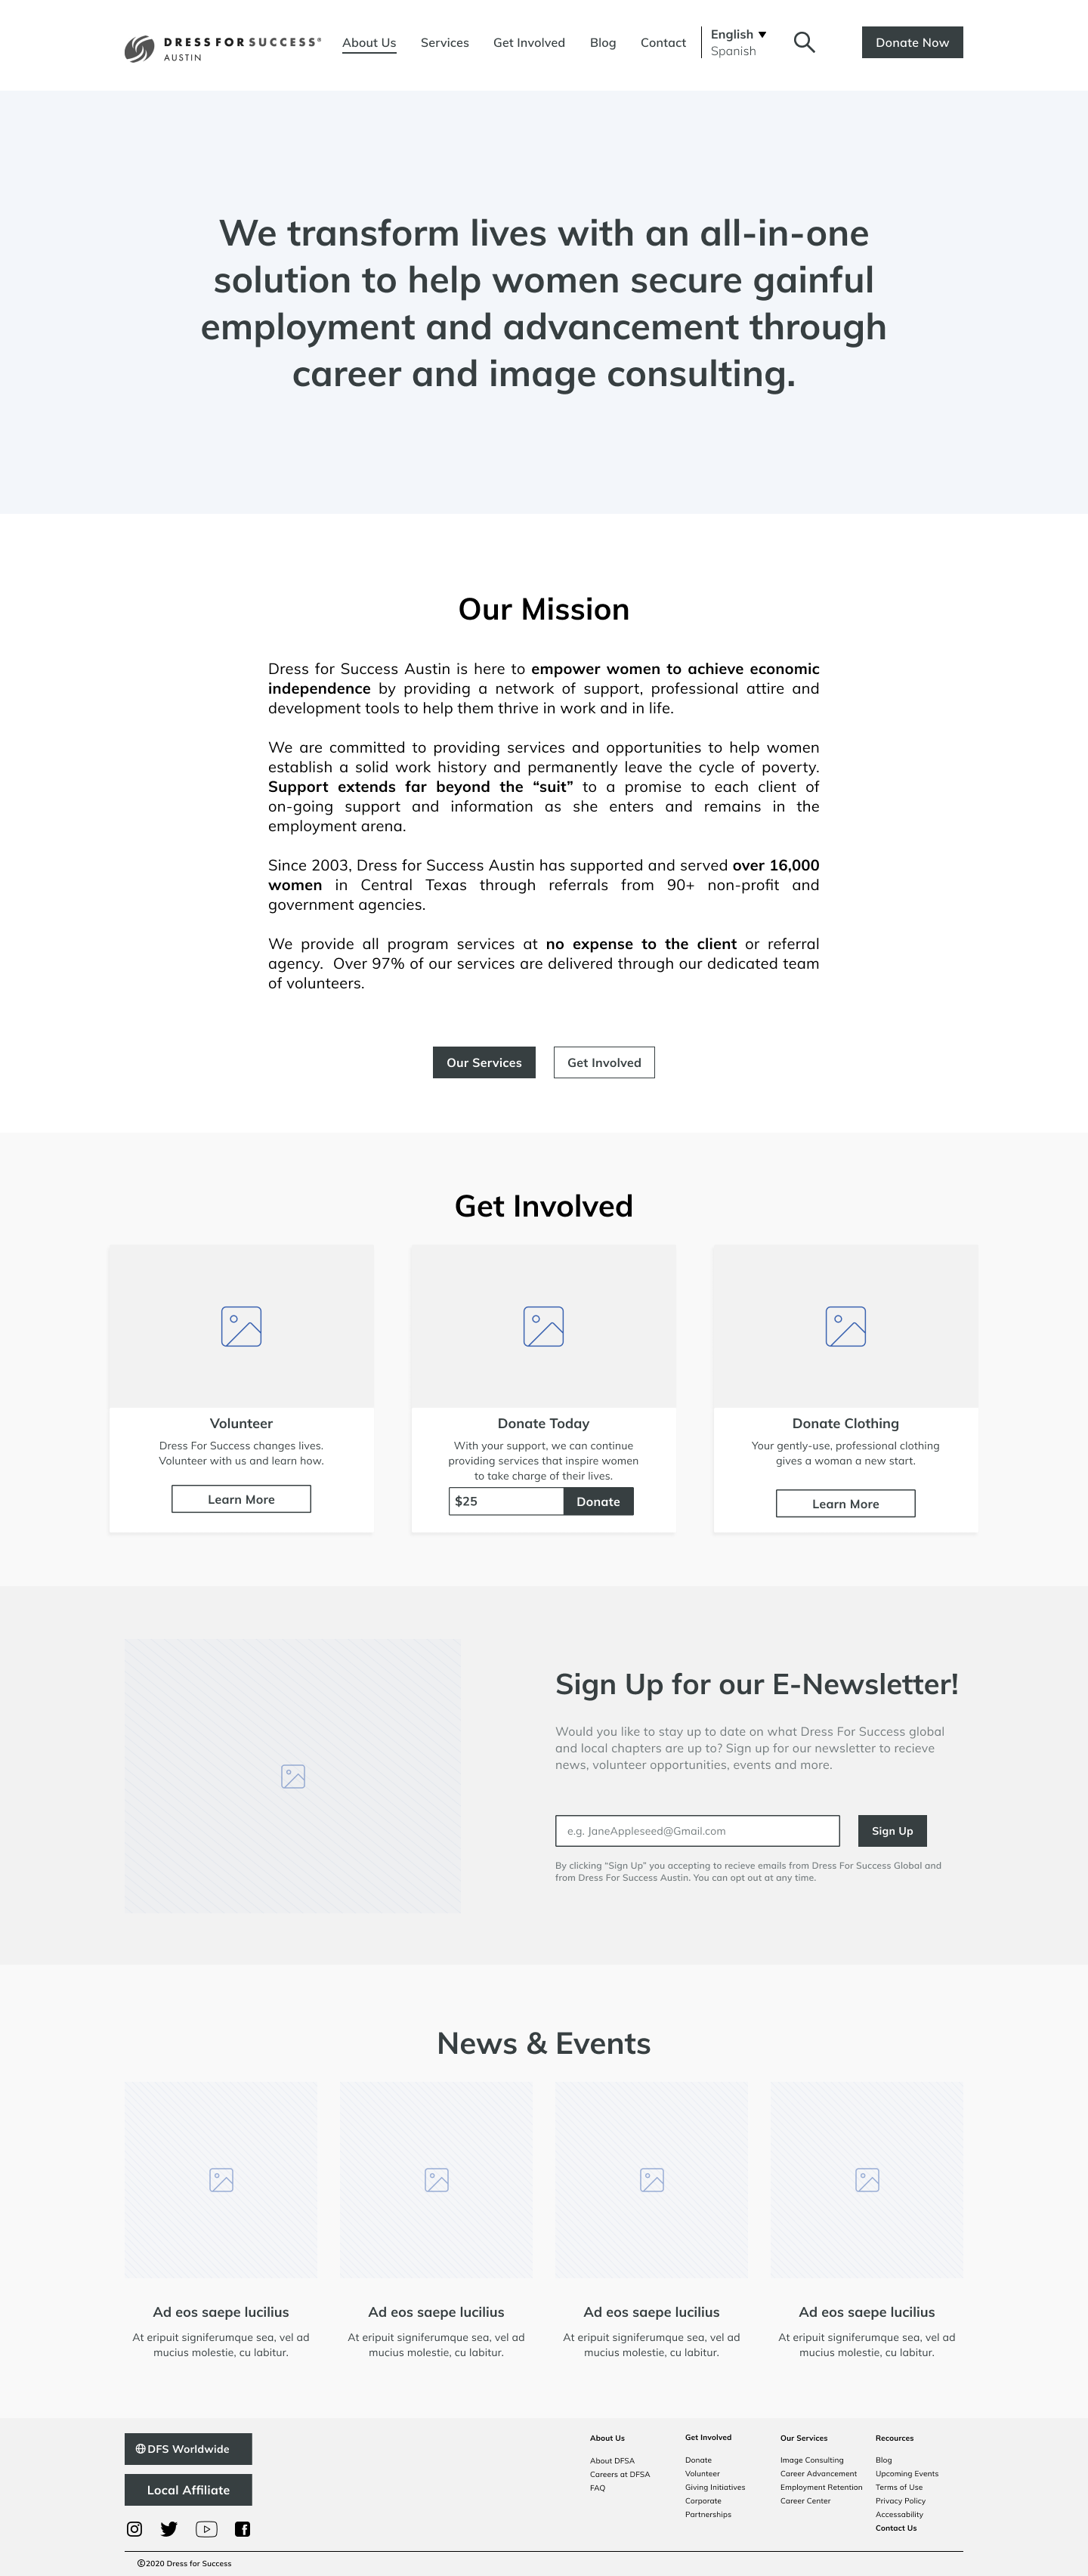 DRESS FOR SUCCESS®
AUSTIN
About Us
Services
Get Involved
Blog
Contact
English
Spanish
Donate Now
We transform lives with an all-in-one
solution to help women secure gainful
employment and advancement through
career and image consulting.
Our Mission
Dress for Success Austin is here to empower women to achieve economic
independence by providing a network of support, professional attire and
development tools to help them thrive in work and in life.
We are committed to providing services and opportunities to help women
establish a solid work history and permanently leave the cycle of poverty.
Support extends far beyond the “suit” to a promise to each client of
on-going support and information as she enters and remains in the
employment arena.
Since 2003, Dress for Success Austin has supported and served over 16,000
women in Central Texas through referrals from 90+ non-profit and
government agencies.
We provide all program services at no expense to the client or referral
agency. Over 97% of our services are delivered through our dedicated team
of volunteers.
Our Services
Get Involved
Get Involved
Volunteer
Dress For Success changes lives.
Volunteer with us and learn how.
Learn More
Donate Today
With your support, we can continue
providing services that inspire women
to take charge of their lives.
$25
Donate
Donate Clothing
Your gently-use, professional clothing
gives a woman a new start.
Learn More
Sign Up for our E-Newsletter!
Would you like to stay up to date on what Dress For Success global
and local chapters are up to? Sign up for our newsletter to recieve
news, volunteer opportunities, events and more.
e.g. JaneAppleseed@Gmail.com
Sign Up
By clicking “Sign Up” you accepting to recieve emails from Dress For Success Global and
from Dress For Success Austin. You can opt out at any time.
News & Events
Ad eos saepe lucilius
At eripuit signiferumque sea, vel ad
mucius molestie, cu labitur.
Ad eos saepe lucilius
At eripuit signiferumque sea, vel ad
mucius molestie, cu labitur.
Ad eos saepe lucilius
At eripuit signiferumque sea, vel ad
mucius molestie, cu labitur.
Ad eos saepe lucilius
At eripuit signiferumque sea, vel ad
mucius molestie, cu labitur.
DFS Worldwide
Local Affiliate
About Us
About DFSA
Careers at DFSA
FAQ
Get Involved
Donate
Volunteer
Giving Initiatives
Corporate
Partnerships
Our Services
Image Consulting
Career Advancement
Employment Retention
Career Center
Recources
Blog
Upcoming Events
Terms of Use
Privacy Policy
Accessability
Contact Us
©2020 Dress for Success